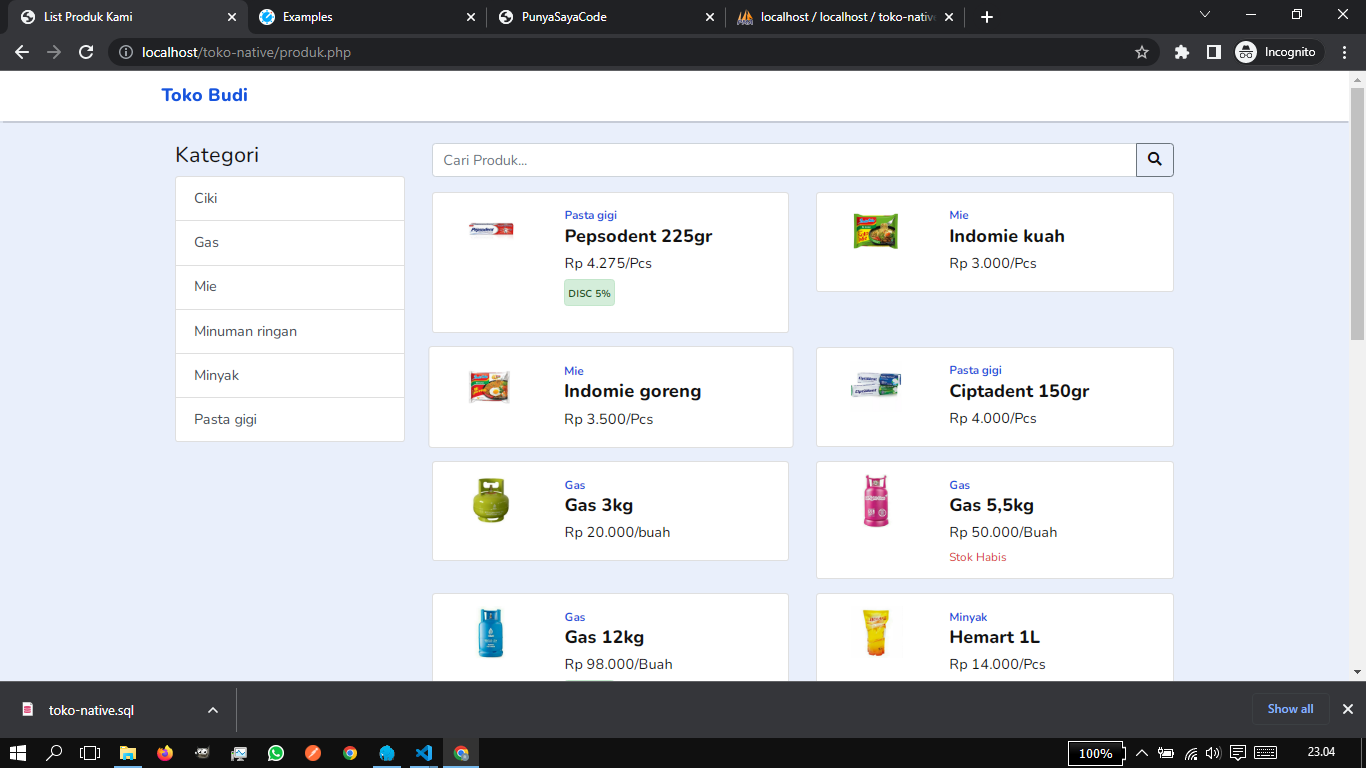 List Produk Kami
Examples
PunyaSayaCode
localhost / localhost / toko-native
localhost/toko-native/produk.php
Incognito
Toko Budi
Kategori
Ciki
Gas
Mie
Minuman ringan
Minyak
Pasta gigi
Cari Produk...
Pasta gigi
Pepsodent 225gr
Rp 4.275/Pcs
DISC 5%
Mie
Indomie kuah
Rp 3.000/Pcs
Mie
Indomie goreng
Rp 3.500/Pcs
Pasta gigi
Ciptadent 150gr
Rp 4.000/Pcs
Gas
Gas 3kg
Rp 20.000/buah
Gas
Gas 5,5kg
Rp 50.000/Buah
Stok Habis
Gas
Gas 12kg
Rp 98.000/Buah
Minyak
Hemart 1L
Rp 14.000/Pcs
toko-native.sql
Show all
100%
23.04